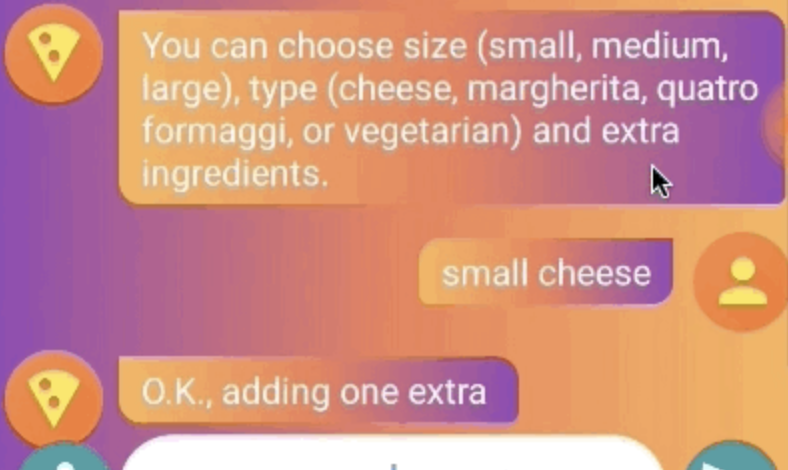 You can choose size (small, medium,
large), type (cheese, margherita, quatro
formaggi, or vegetarian) and extra
ingredients.
small cheese
O.K., adding one extra